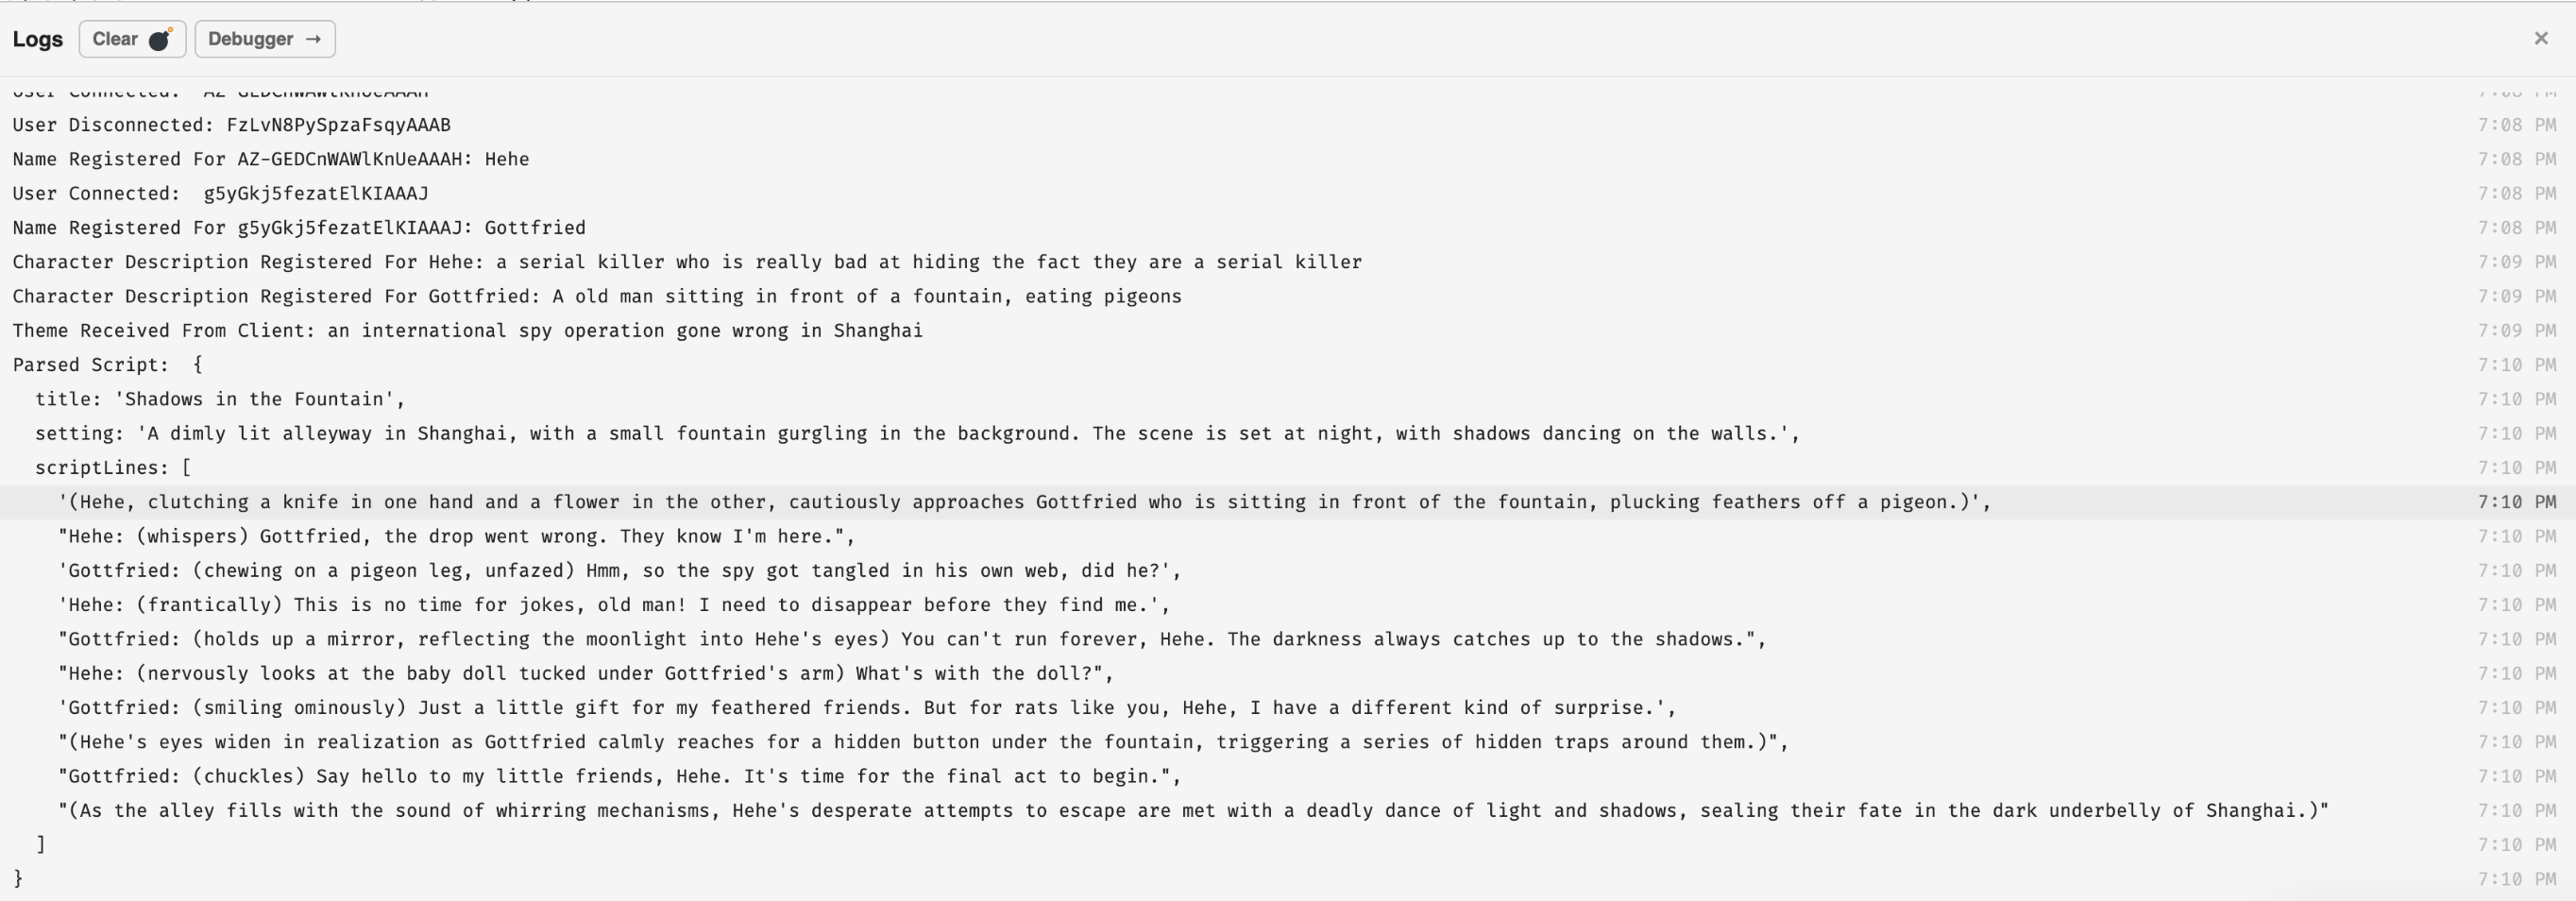 Logs Clear Debugger → ×
User Disconnected: FzLvN8PySpzaFsqyAAAB 7:08 PM
Name Registered For AZ-GEDCnWAWlKnUeAAAH: Hehe 7:08 PM
User Connected:  g5yGkj5fezatElKIAAAJ 7:08 PM
Name Registered For g5yGkj5fezatElKIAAAJ: Gottfried 7:08 PM
Character Description Registered For Hehe: a serial killer who is really bad at hiding the fact they are a serial killer 7:09 PM
Character Description Registered For Gottfried: A old man sitting in front of a fountain, eating pigeons 7:09 PM
Theme Received From Client: an international spy operation gone wrong in Shanghai 7:09 PM
Parsed Script:  { 7:10 PM
title: 'Shadows in the Fountain', 7:10 PM
setting: 'A dimly lit alleyway in Shanghai, with a small fountain gurgling in the background. The scene is set at night, with shadows dancing on the walls.', 7:10 PM
scriptLines: [ 7:10 PM
'(Hehe, clutching a knife in one hand and a flower in the other, cautiously approaches Gottfried who is sitting in front of the fountain, plucking feathers off a pigeon.)', 7:10 PM
"Hehe: (whispers) Gottfried, the drop went wrong. They know I'm here.", 7:10 PM
'Gottfried: (chewing on a pigeon leg, unfazed) Hmm, so the spy got tangled in his own web, did he?', 7:10 PM
'Hehe: (frantically) This is no time for jokes, old man! I need to disappear before they find me.', 7:10 PM
"Gottfried: (holds up a mirror, reflecting the moonlight into Hehe's eyes) You can't run forever, Hehe. The darkness always catches up to the shadows.", 7:10 PM
"Hehe: (nervously looks at the baby doll tucked under Gottfried's arm) What's with the doll?", 7:10 PM
'Gottfried: (smiling ominously) Just a little gift for my feathered friends. But for rats like you, Hehe, I have a different kind of surprise.', 7:10 PM
"(Hehe's eyes widen in realization as Gottfried calmly reaches for a hidden button under the fountain, triggering a series of hidden traps around them.)", 7:10 PM
"Gottfried: (chuckles) Say hello to my little friends, Hehe. It's time for the final act to begin.", 7:10 PM
"(As the alley fills with the sound of whirring mechanisms, Hehe's desperate attempts to escape are met with a deadly dance of light and shadows, sealing their fate in the dark underbelly of Shanghai.)" 7:10 PM
] 7:10 PM
} 7:10 PM